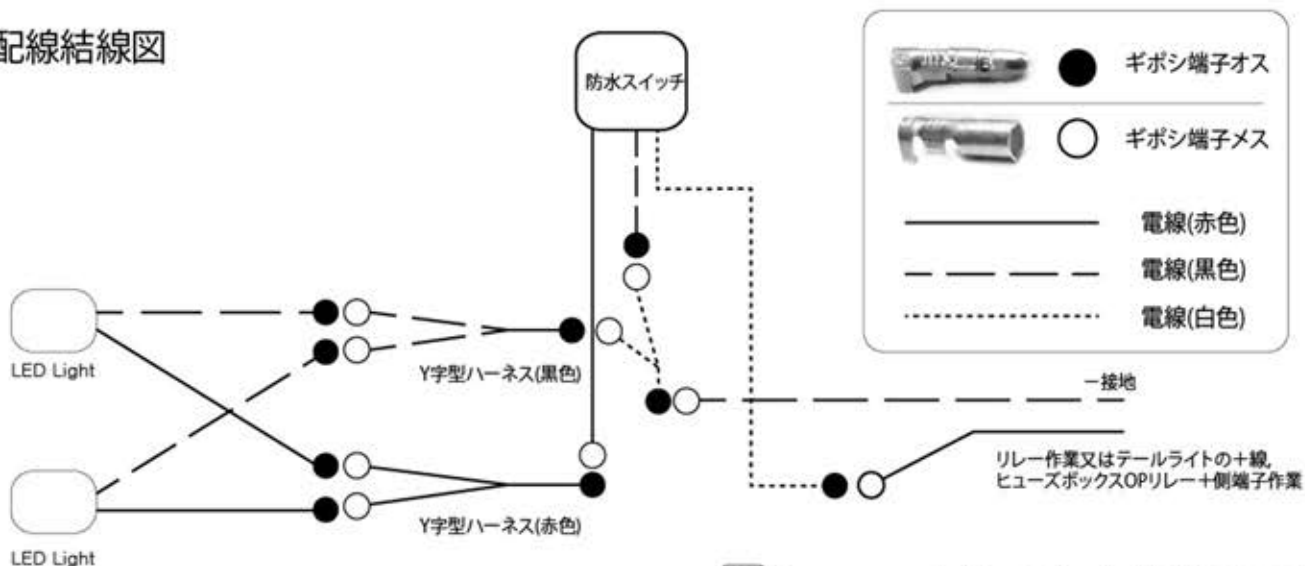 配線結線図
防水スイッチ
ギボシ端子オス
ギボシ端子メス
電線(赤色)
電線(黒色)
電線(白色)
LED Light
Y字型ハーネス(黒色)
ー接地
リレー作業又はテールライトの＋線,
ヒューズボックスOPリレー＋側端子作業
Y字型ハーネス(赤色)
LED Light